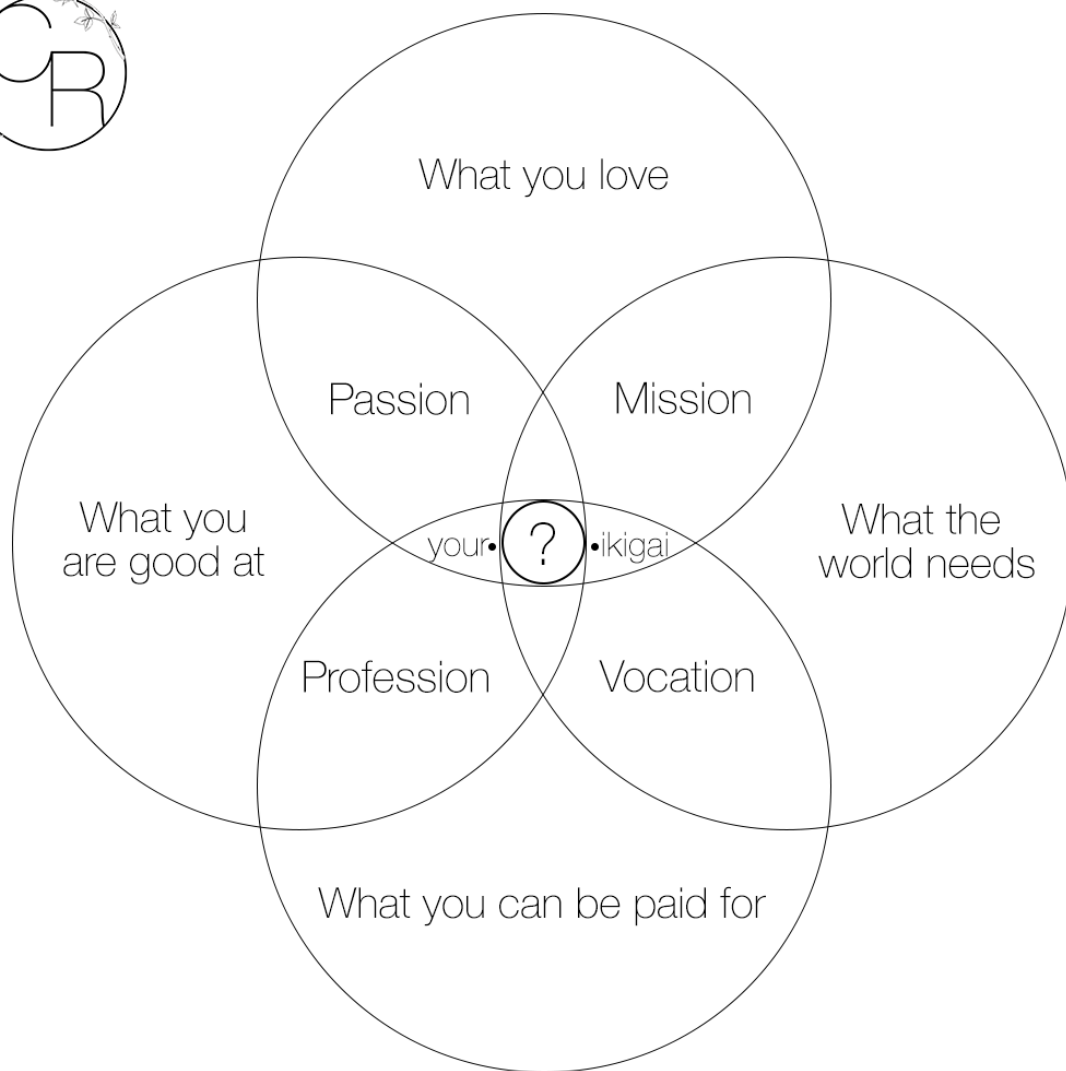 CR
What you love
Passion
Mission
What you
are good at
your•
?
•ikigai
What the
world needs
Profession
Vocation
What you can be paid for